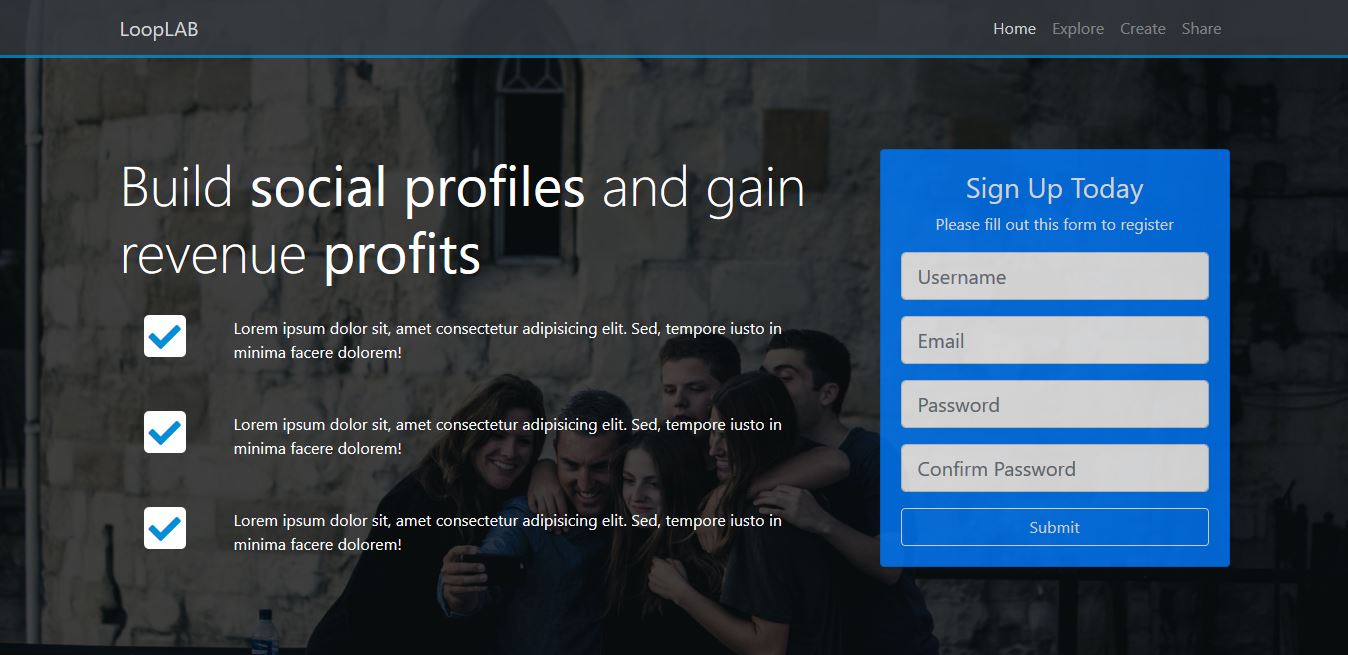 LoopLAB
Home Explore Create Share
Build social profiles and gain
revenue profits
Lorem ipsum dolor sit, amet consectetur adipisicing elit. Sed, tempore iusto in
minima facere dolorem!
Lorem ipsum dolor sit, amet consectetur adipisicing elit. Sed, tempore iusto in
minima facere dolorem!
Lorem ipsum dolor sit, amet consectetur adipisicing elit. Sed, tempore iusto in
minima facere dolorem!
Sign Up Today
Please fill out this form to register
Username
Email
Password
Confirm Password
Submit